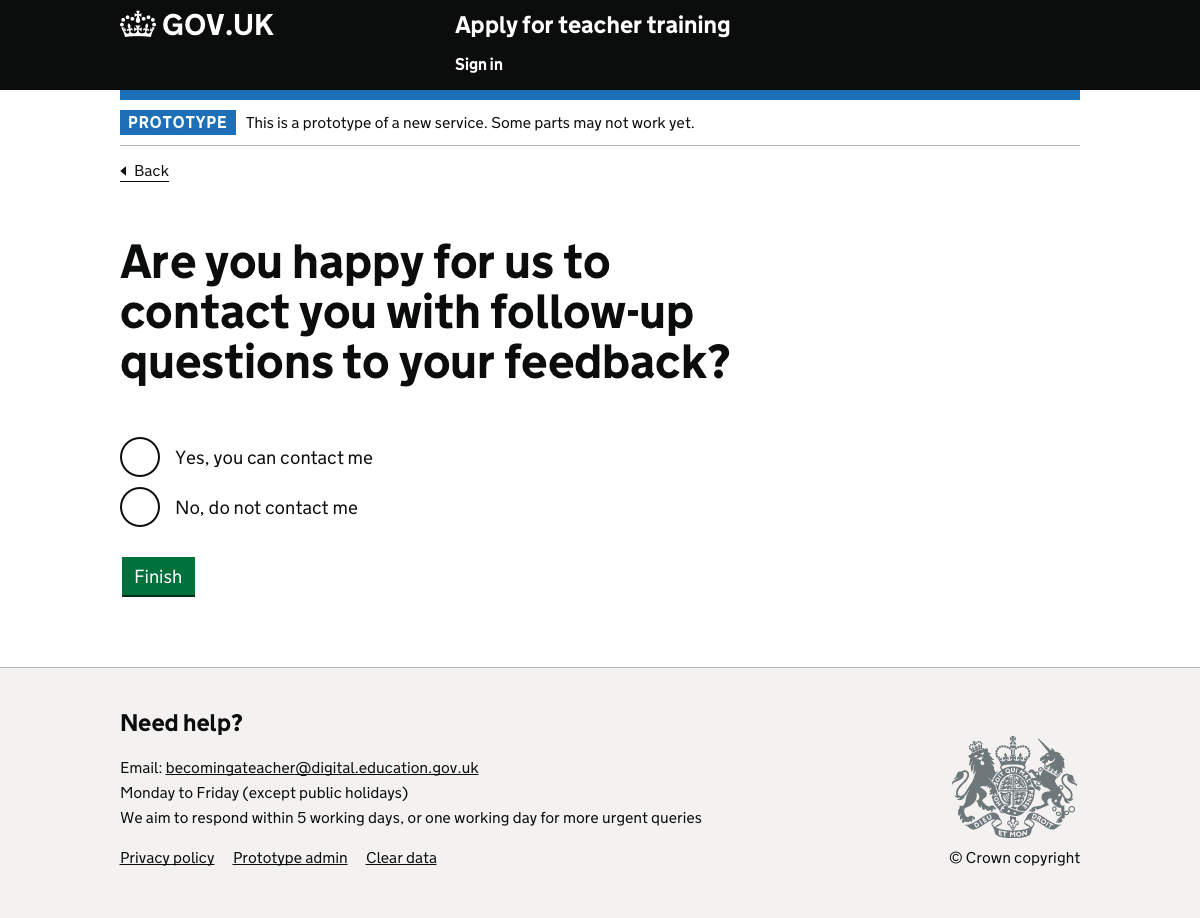 GOV.UK
Apply for teacher training
Sign in
PROTOTYPE This is a prototype of a new service. Some parts may not work yet.
Back
Are you happy for us to
contact you with follow-up
questions to your feedback?
Yes, you can contact me
No, do not contact me
Finish
Need help?
Email: becomingateacher@digital.education.gov.uk
Monday to Friday (except public holidays)
We aim to respond within 5 working days, or one working day for more urgent queries
Privacy policy Prototype admin Clear data
DIEU ET MON DROIT
© Crown copyright